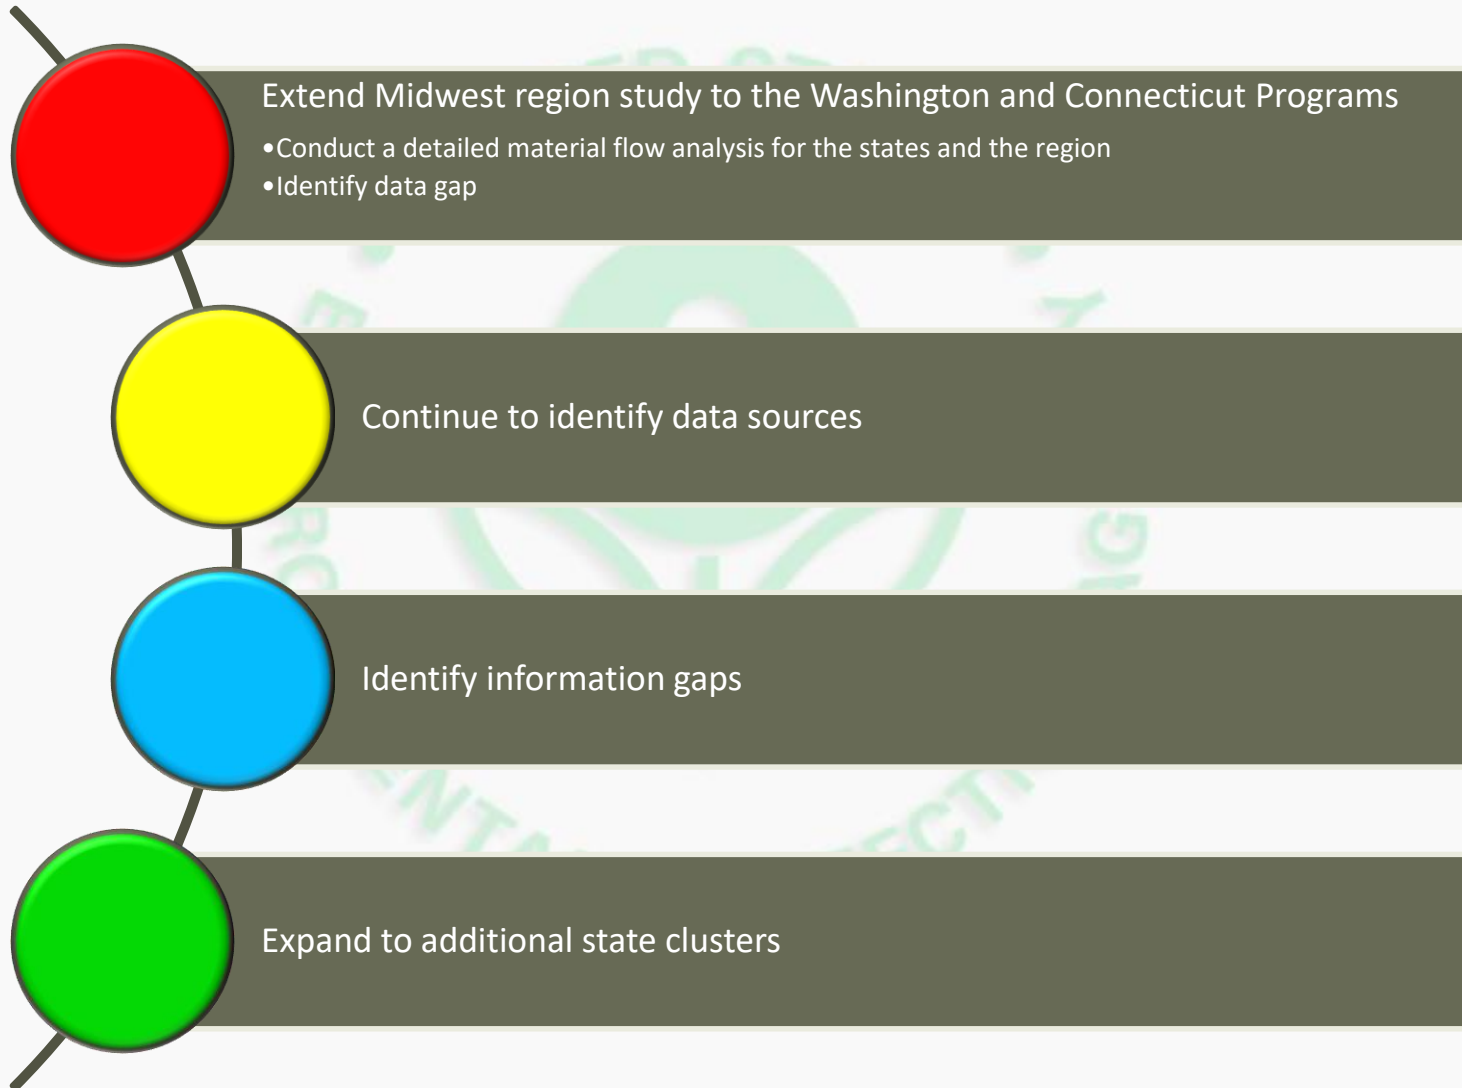 Extend Midwest region study to the Washington and Connecticut Programs
•Conduct a detailed material flow analysis for the states and the region
•Identify data gap
Continue to identify data sources
Identify information gaps
Expand to additional state clusters